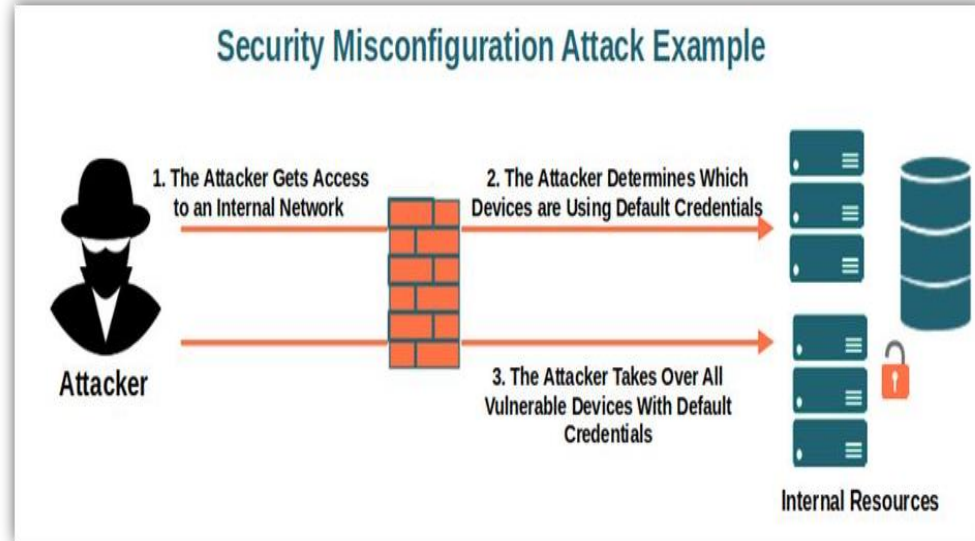 Security Misconfiguration Attack Example
1. The Attacker Gets Access
to an Internal Network
2. The Attacker Determines Which
Devices are Using Default Credentials
Attacker
3. The Attacker Takes Over All
Vulnerable Devices With Default
Credentials
Internal Resources